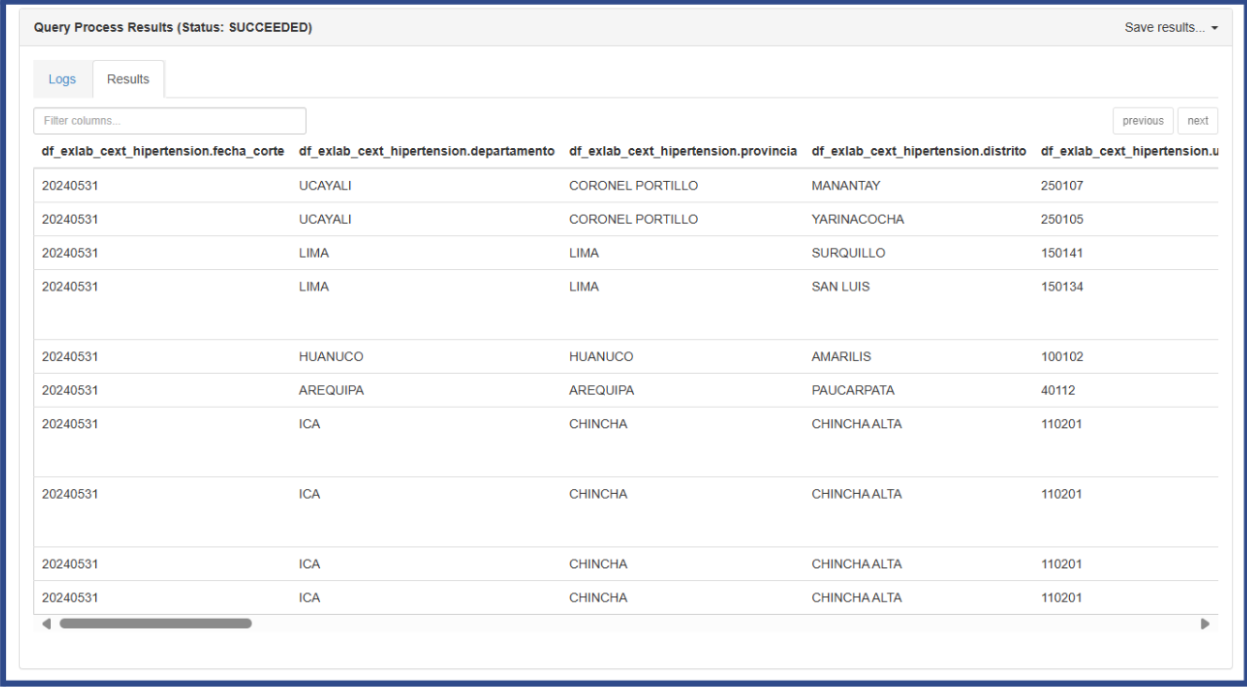 Query Process Results (Status: SUCCEEDED) Save results...
Logs Results
Filter columns... previous next
df_exlab_cext_hipertension.fecha_corte df_exlab_cext_hipertension.departamento df_exlab_cext_hipertension.provincia df_exlab_cext_hipertension.distrito df_exlab_cext_hipertension.u
20240531 UCAYALI CORONEL PORTILLO MANANTAY 250107
20240531 UCAYALI CORONEL PORTILLO YARINACOCHA 250105
20240531 LIMA LIMA SURQUILLO 150141
20240531 LIMA LIMA SAN LUIS 150134
20240531 HUANUCO HUANUCO AMARILIS 100102
20240531 AREQUIPA AREQUIPA PAUCARPATA 40112
20240531 ICA CHINCHA CHINCHA ALTA 110201
20240531 ICA CHINCHA CHINCHA ALTA 110201
20240531 ICA CHINCHA CHINCHA ALTA 110201
20240531 ICA CHINCHA CHINCHA ALTA 110201